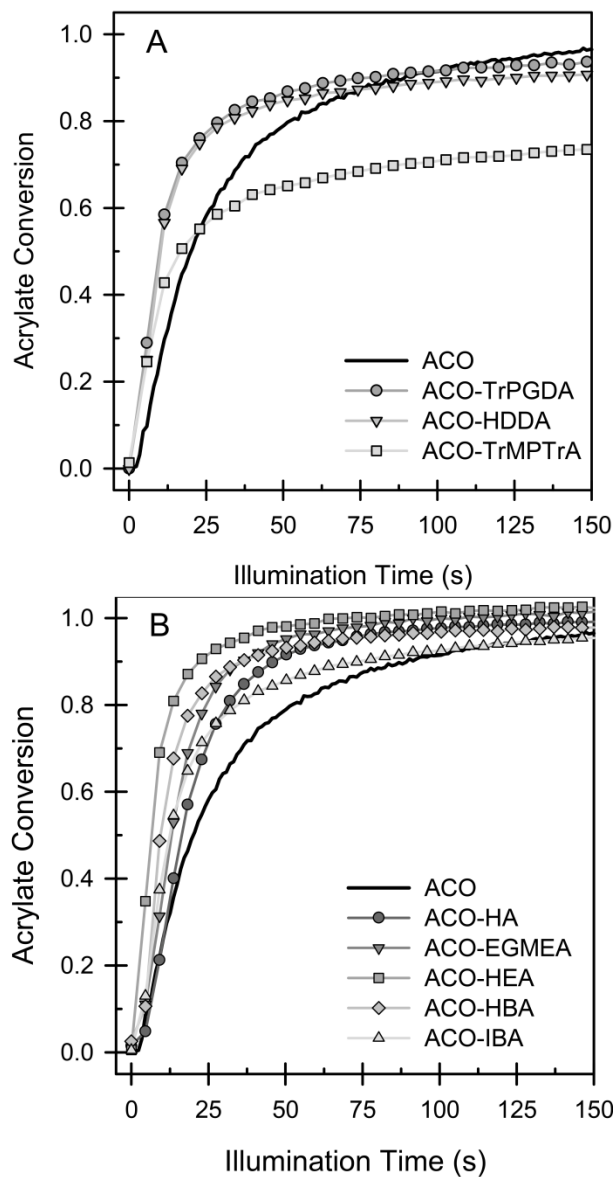 A
1.0
0.8
0.6
0.4
0.2
0.0
Acrylate Conversion
ACO
ACO-TrPGDA
ACO-HDDA
ACO-TrMPTrA
0 25 50 75 100 125 150
Illumination Time (s)
B
1.0
0.8
0.6
0.4
0.2
0.0
Acrylate Conversion
ACO
ACO-HA
ACO-EGMEA
ACO-HEA
ACO-HBA
ACO-IBA
0 25 50 75 100 125 150
Illumination Time (s)